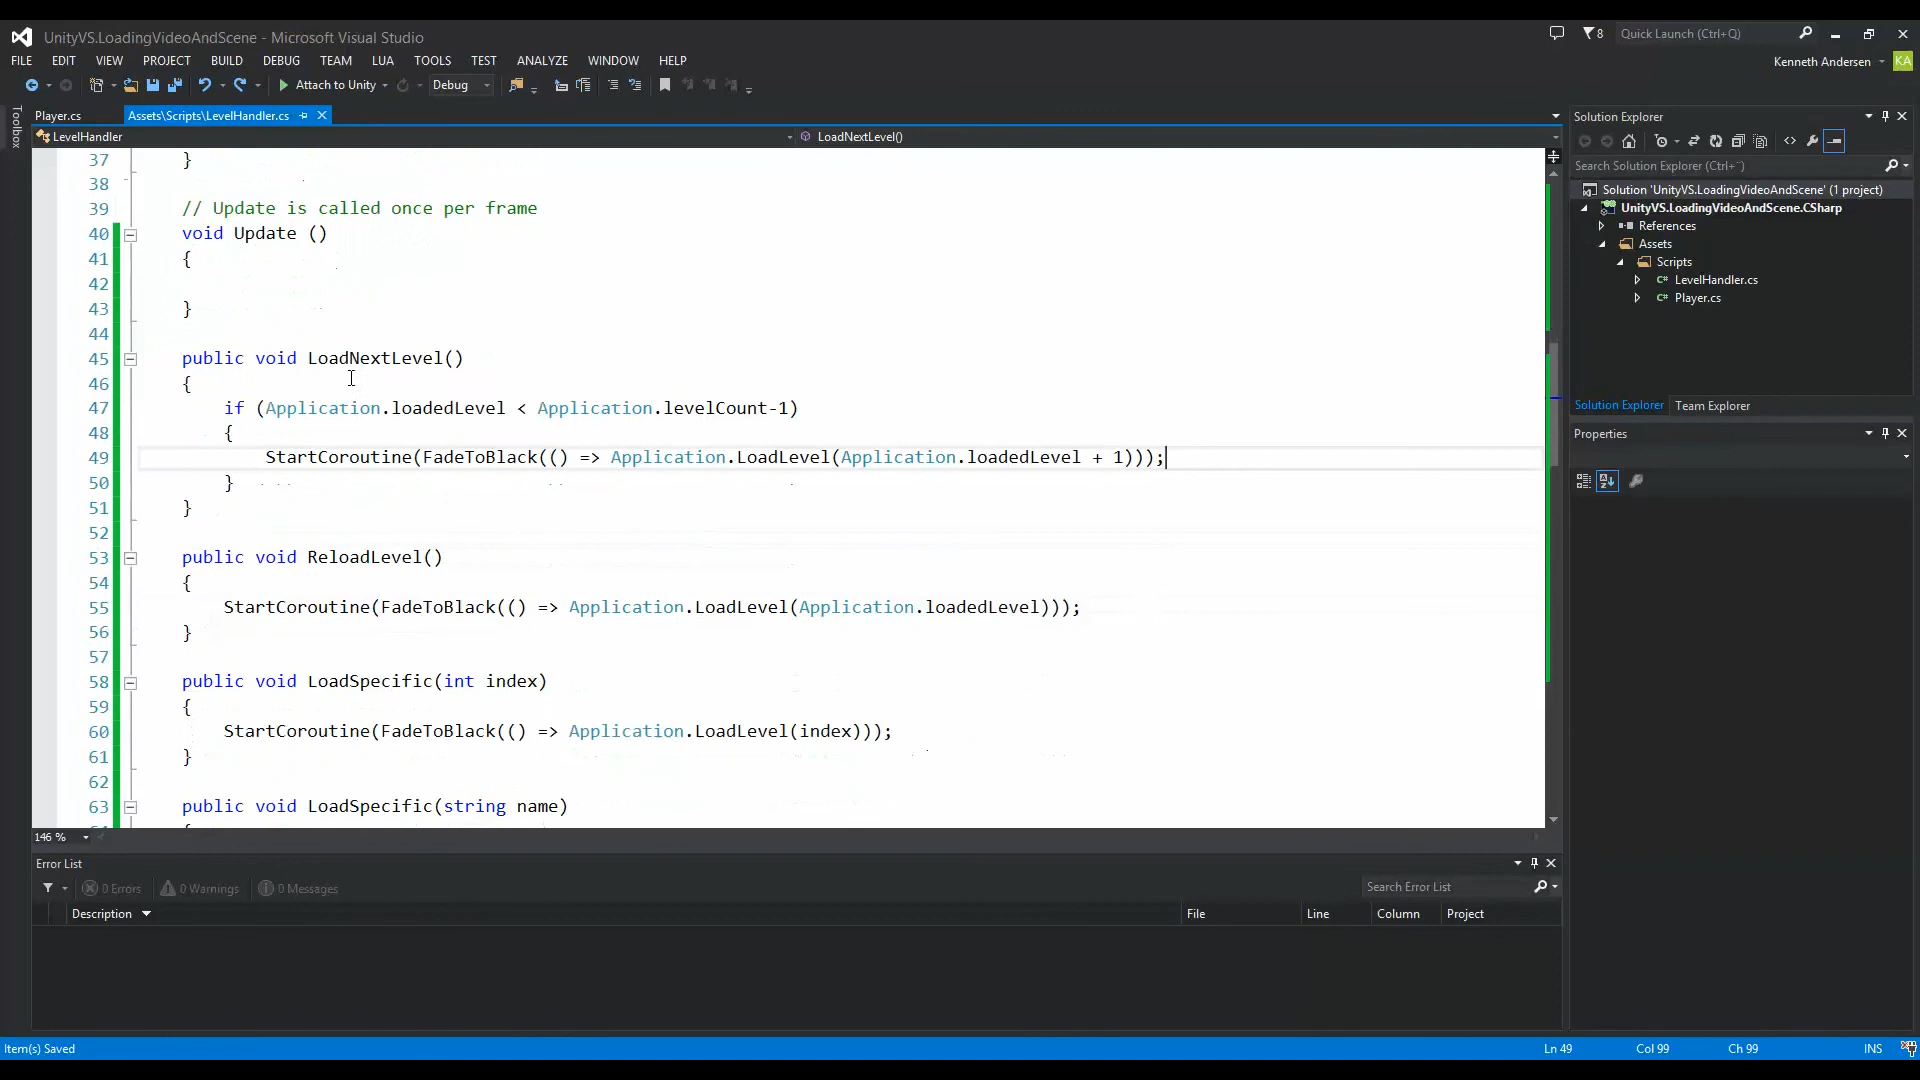 UnityVS.LoadingVideoAndScene - Microsoft Visual Studio
8
Quick Launch (Ctrl+Q)
FILE EDIT VIEW PROJECT BUILD DEBUG TEAM LUA TOOLS TEST ANALYZE WINDOW HELP
Kenneth Andersen KA
Attach to Unity Debug
Toolbox
Player.cs Assets\Scripts\LevelHandler.cs
LevelHandler LoadNextLevel()
37 }
38
39 // Update is called once per frame
40 void Update ()
41 {
42
43 }
44
45 public void LoadNextLevel()
46 {
47 if (Application.loadedLevel < Application.levelCount-1)
48 {
49 StartCoroutine(FadeToBlack(() => Application.LoadLevel(Application.loadedLevel + 1)));
50 }
51 }
52
53 public void ReloadLevel()
54 {
55 StartCoroutine(FadeToBlack(() => Application.LoadLevel(Application.loadedLevel)));
56 }
57
58 public void LoadSpecific(int index)
59 {
60 StartCoroutine(FadeToBlack(() => Application.LoadLevel(index)));
61 }
62
63 public void LoadSpecific(string name)
146 %
Solution Explorer
Search Solution Explorer (Ctrl+¨)
Solution 'UnityVS.LoadingVideoAndScene' (1 project)
UnityVS.LoadingVideoAndScene.CSharp
References
Assets
Scripts
C# LevelHandler.cs
C# Player.cs
Solution Explorer Team Explorer
Properties
Error List
0 Errors 0 Warnings 0 Messages
Search Error List
Description File Line Column Project
Item(s) Saved Ln 49 Col 99 Ch 99 INS